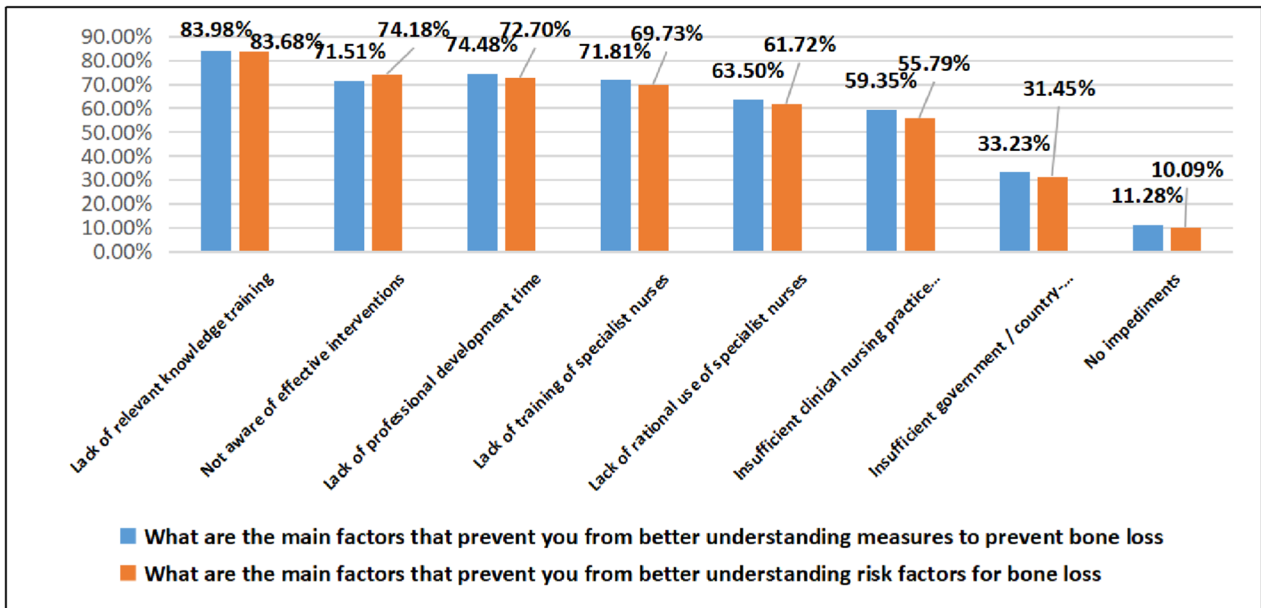 83.98% 83.68% 71.51% 74.18% 74.48% 72.70% 71.81% 69.73% 63.50% 61.72% 59.35% 55.79% 33.23% 31.45% 11.28% 10.09%
90.00%
80.00%
70.00%
60.00%
50.00%
40.00%
30.00%
20.00%
10.00%
0.00%
Lack of relevant knowledge training
Not aware of effective interventions
Lack of professional development time
Lack of training of specialist nurses
Lack of rational use of specialist nurses
Insufficient clinical nursing practice...
Insufficient government / country-...
No impediments
What are the main factors that prevent you from better understanding measures to prevent bone loss
What are the main factors that prevent you from better understanding risk factors for bone loss